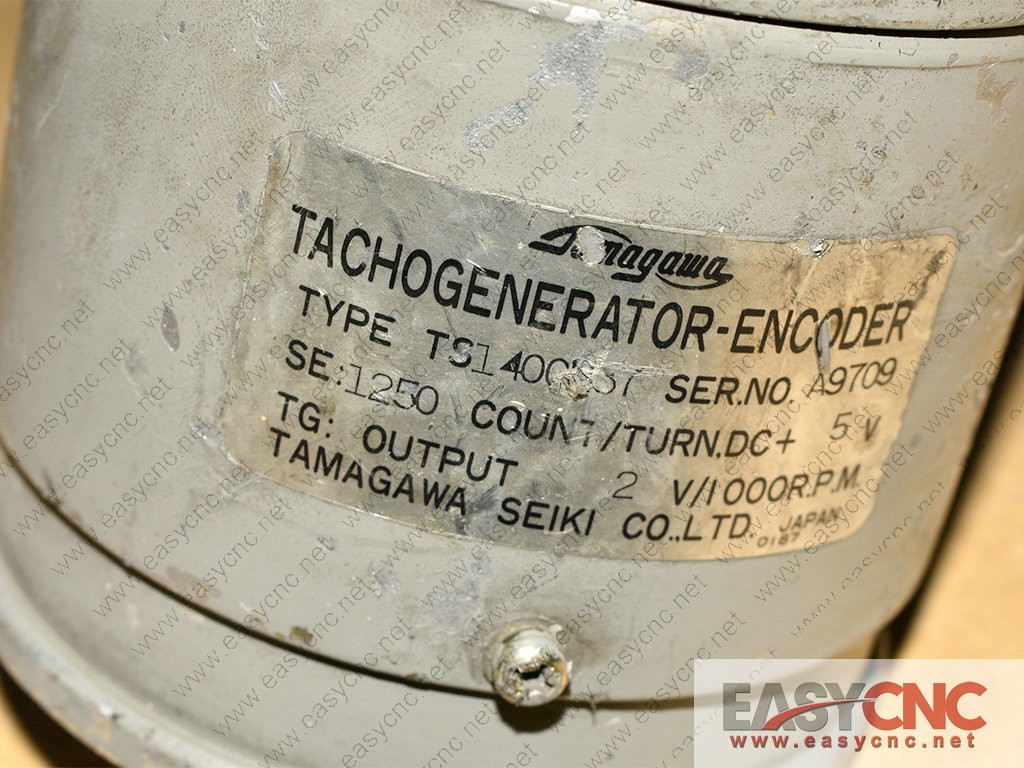 Tamagawa
TACHOGENERATOR-ENCODER
TYPE SER.NO. A9709
SE:1250 COUNT/TURN.DC+ 5V
TG: OUTPUT 2 V/1000R.P.M.
TAMAGAWA SEIKI CO.,LTD. JAPAN
0187
EASYCNC
www.easycnc.net